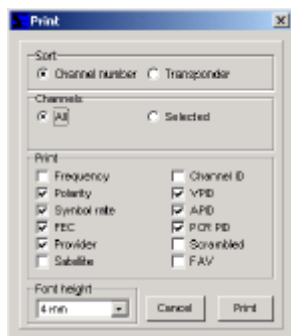 Print
Sort
Channel number Transponder
Channels
All Selected
Print
Frequency Channel ID
Polarity VPID
Symbol rate APID
FEC PCR PID
Provider Scrambled
Satellite FAV
Font height
4 mm Cancel Print